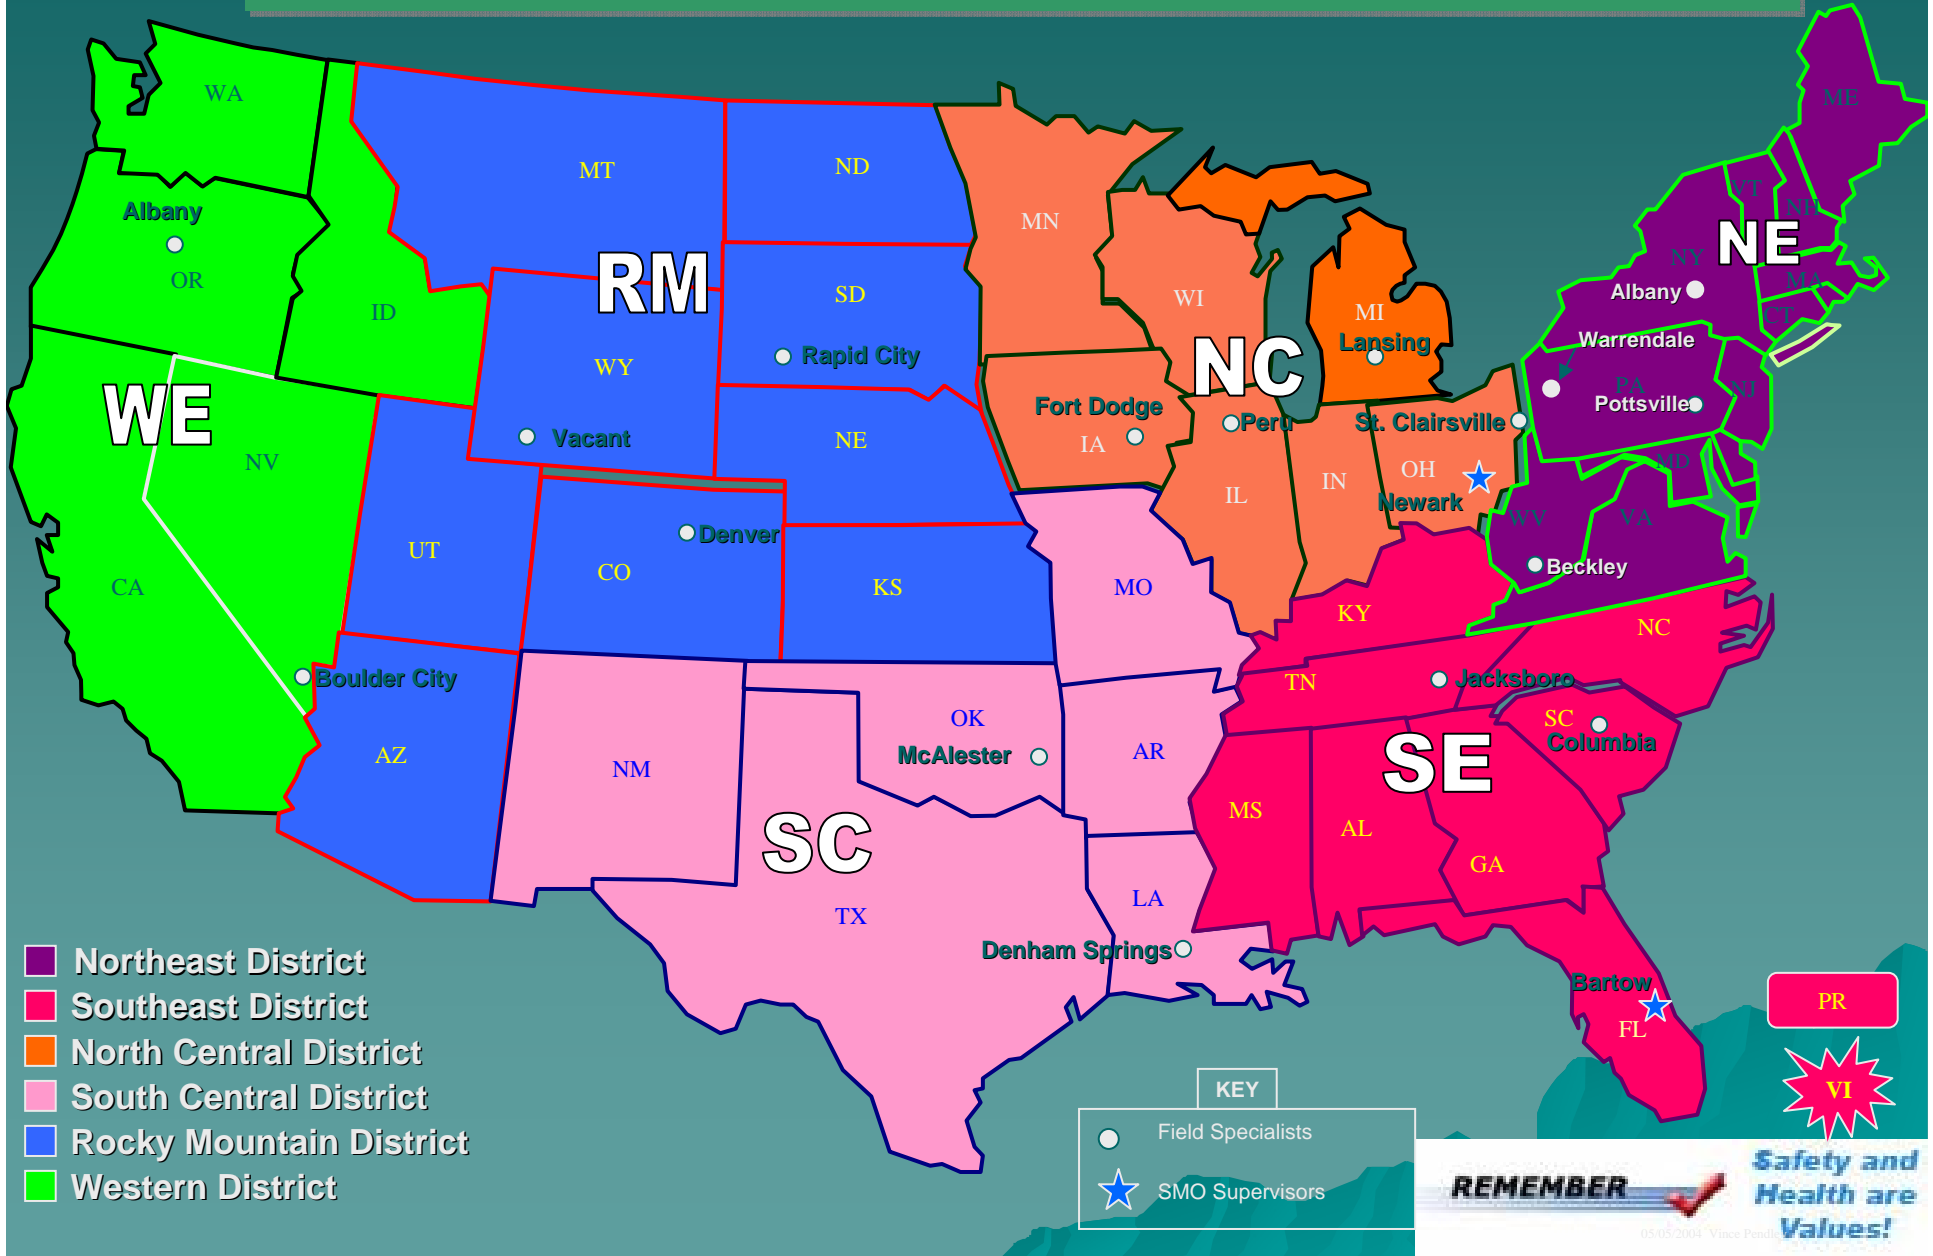 WA
ME
MT
ND
VT
NH
Albany
OR
MN
NE
NY
MA
ID
RM
SD
WI
MI
Albany
CT
Lansing
Warrendale
Rapid City
WY
NC
PA
NJ
Pottsville
WE
Fort Dodge
Peru
St. Clairsville
Vacant
NE
IA
MD
NV
OH
IN
IL
Newark
WV
VA
Denver
UT
CO
Beckley
CA
KS
MO
KY
NC
Boulder City
TN
Jacksboro
OK
SC
Columbia
AZ
NM
McAlester
AR
SE
MS
AL
SC
GA
TX
LA
Denham Springs
Bartow
FL
PR
VI
Northeast District
Southeast District
North Central District
South Central District
Rocky Mountain District
Western District
KEY
Field Specialists
SMO Supervisors
REMEMBER
Safety and
Health are
Values!
05/05/2004 Vince